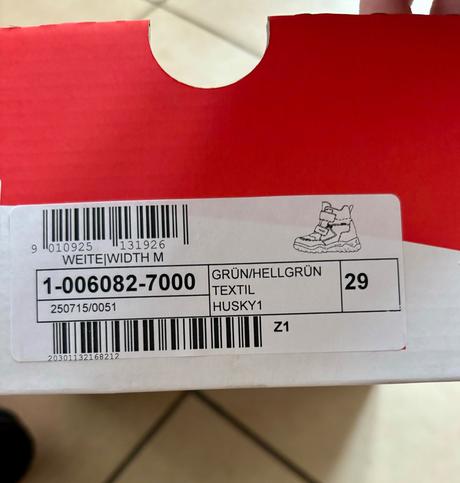 9 010925 131926
WEITE|WIDTH M
1-006082-7000
250715/0051
GRÜN/HELLGRÜN
TEXTIL
HUSKY1
29
Z1
20301132168212